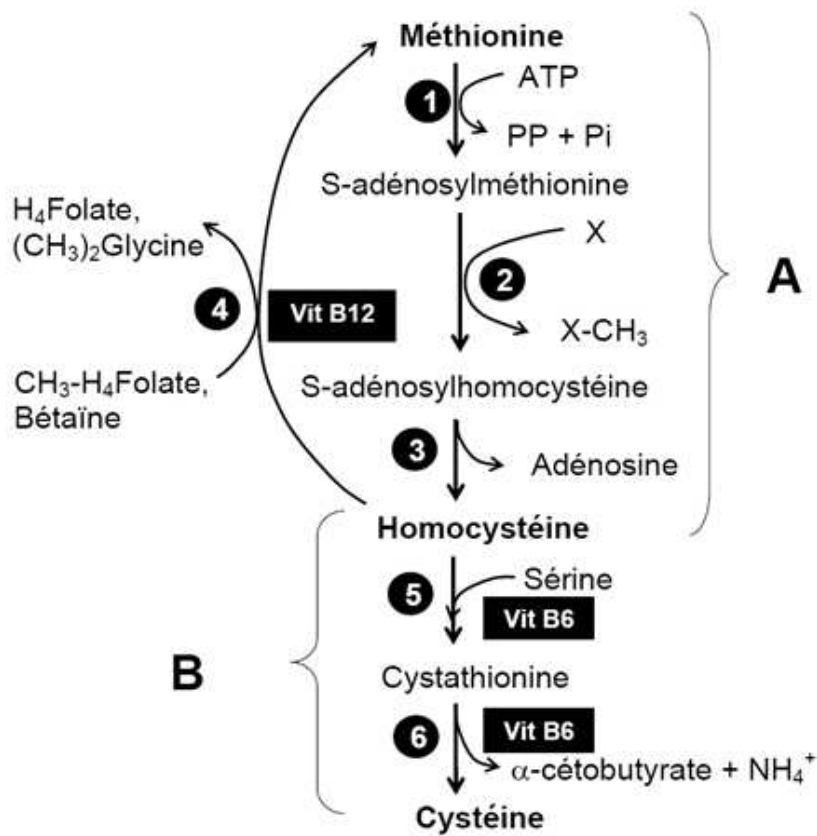 Méthionine
1
ATP
PP + Pi
S-adénosylméthionine
H₄Folate,
(CH₃)₂Glycine
X
2
A
4
Vit B12
X-CH₃
CH₃-H₄Folate,
Bétaïne
S-adénosylhomocystéine
3
Adénosine
Homocystéine
5
Sérine
Vit B6
B
Cystathionine
6
Vit B6
α-cétobutyrate + NH₄⁺
Cystéine